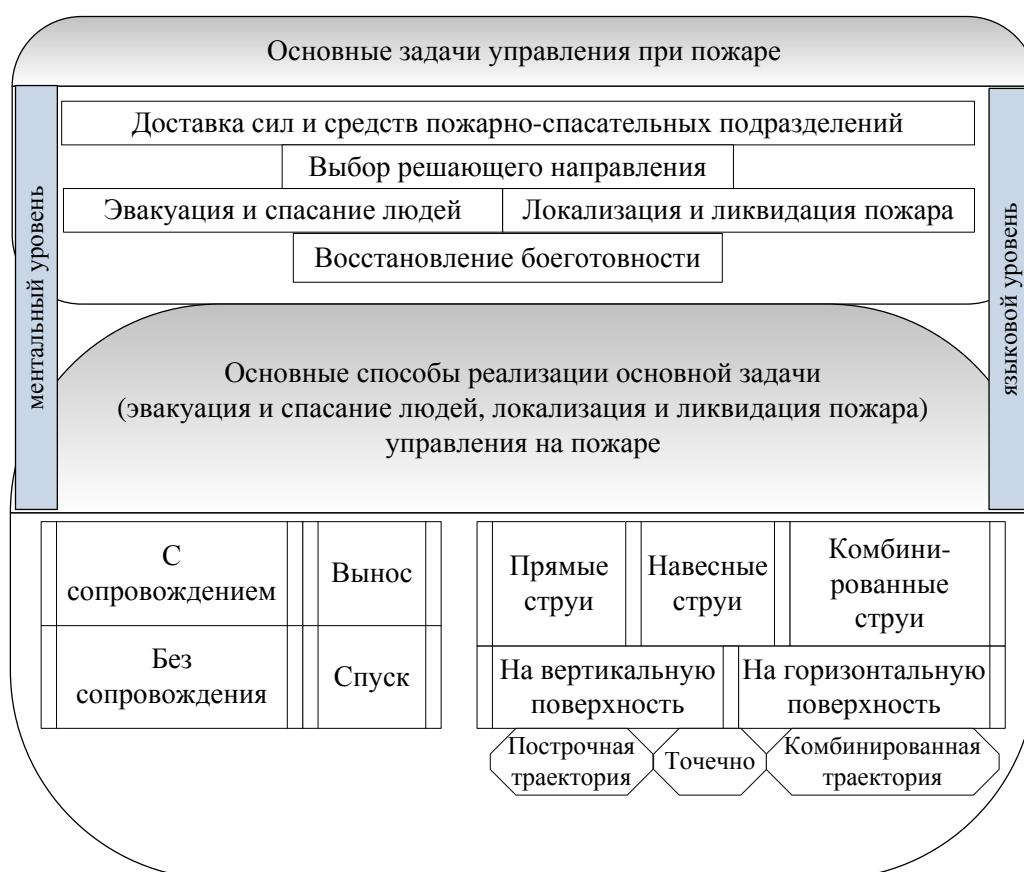 Основные задачи управления при пожаре
ментальный уровень
языковой уровень
Доставка сил и средств пожарно-спасательных подразделений
Выбор решающего направления
Эвакуация и спасание людей
Локализация и ликвидация пожара
Восстановление боеготовности
Основные способы реализации основной задачи
(эвакуация и спасание людей, локализация и ликвидация пожара)
управления на пожаре
С
сопровождением
Вынос
Без
сопровождения
Спуск
Прямые
струи
Навесные
струи
Комбини-
рованные
струи
На вертикальную
поверхность
На горизонтальную
поверхность
Построчная
траектория
Точечно
Комбинированная
траектория